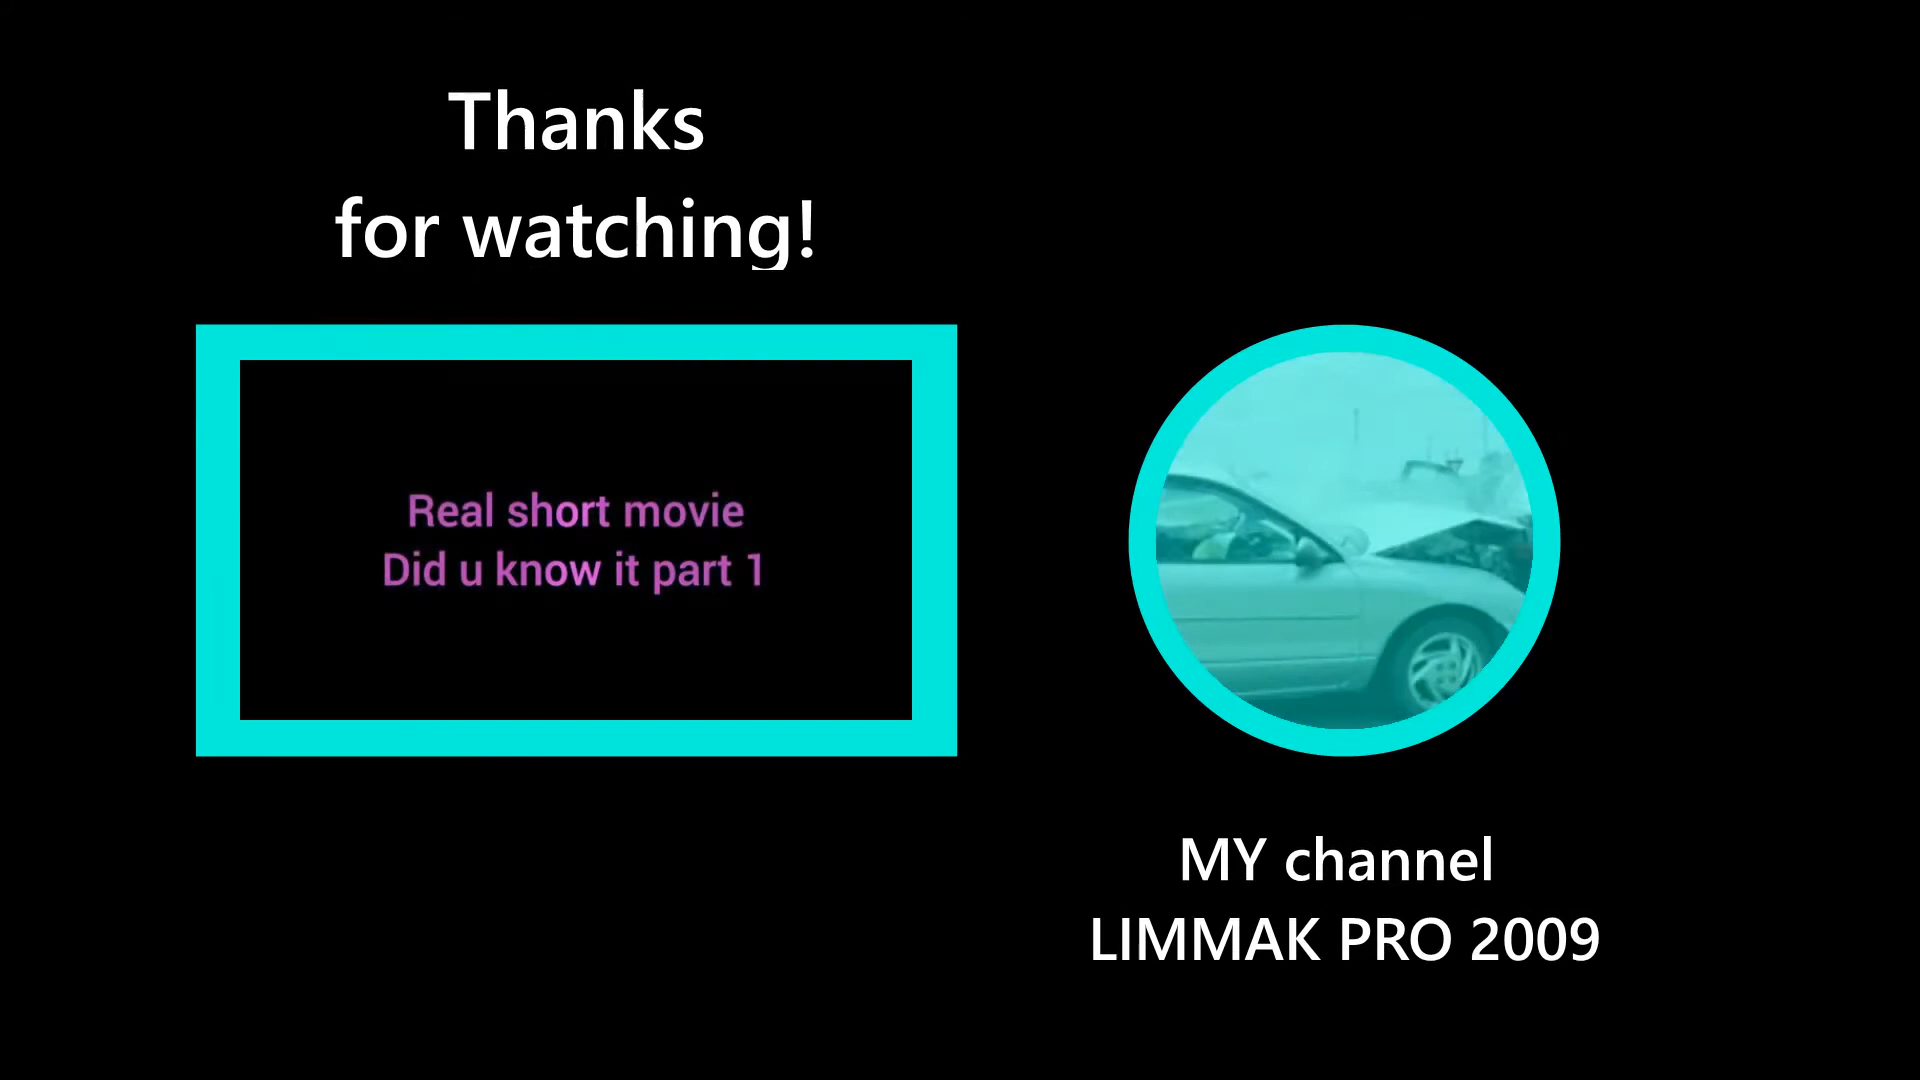 Thanks
for watching!
Real short movie
Did u know it part 1
MY channel
LIMMAK PRO 2009